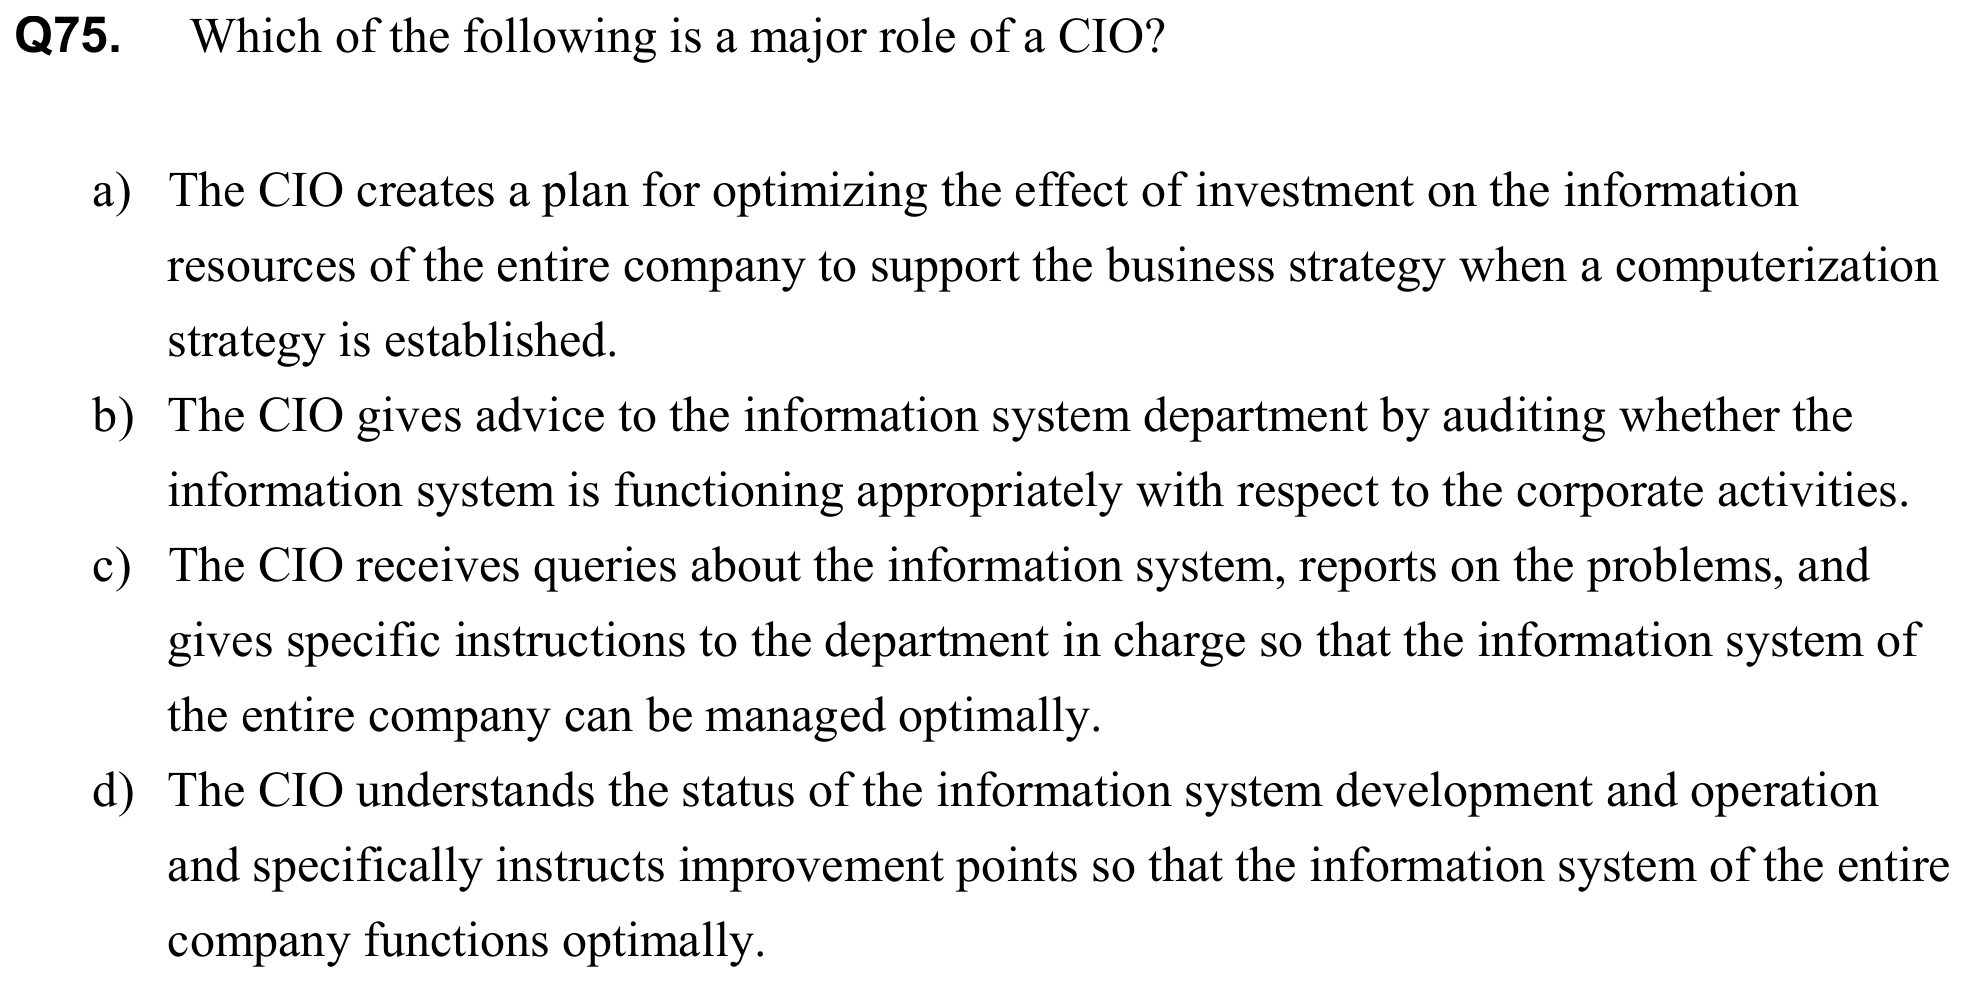 Q75. Which of the following is a major role of a CIO?
a) The CIO creates a plan for optimizing the effect of investment on the information
resources of the entire company to support the business strategy when a computerization
strategy is established.
b) The CIO gives advice to the information system department by auditing whether the
information system is functioning appropriately with respect to the corporate activities.
c) The CIO receives queries about the information system, reports on the problems, and
gives specific instructions to the department in charge so that the information system of
the entire company can be managed optimally.
d) The CIO understands the status of the information system development and operation
and specifically instructs improvement points so that the information system of the entire
company functions optimally.